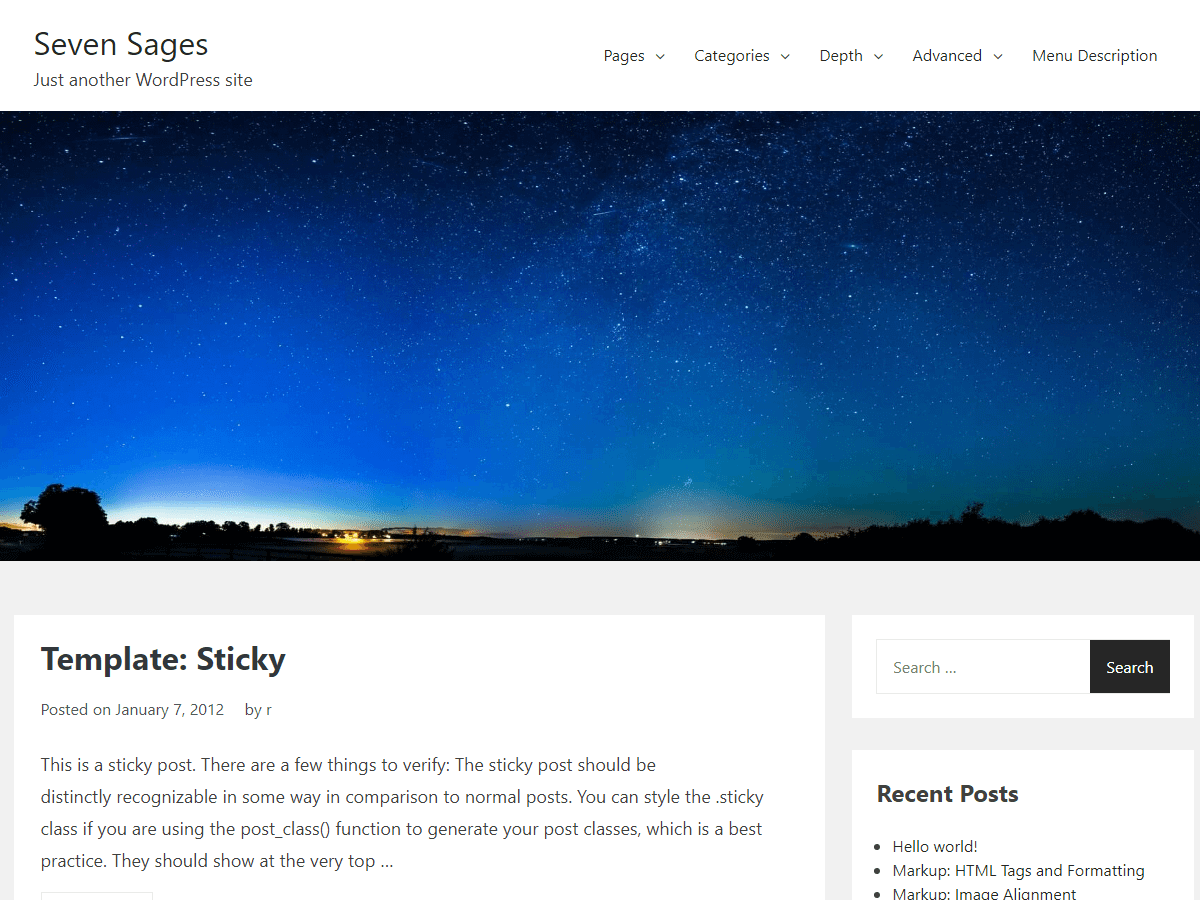 Seven Sages
Just another WordPress site
Pages Categories Depth Advanced Menu Description
Template: Sticky
Posted on January 7, 2012 by r
This is a sticky post. There are a few things to verify: The sticky post should be
distinctly recognizable in some way in comparison to normal posts. You can style the .sticky
class if you are using the post_class() function to generate your post classes, which is a best
practice. They should show at the very top …
Search … Search
Recent Posts
Hello world!
Markup: HTML Tags and Formatting
Markup: Image Alignment